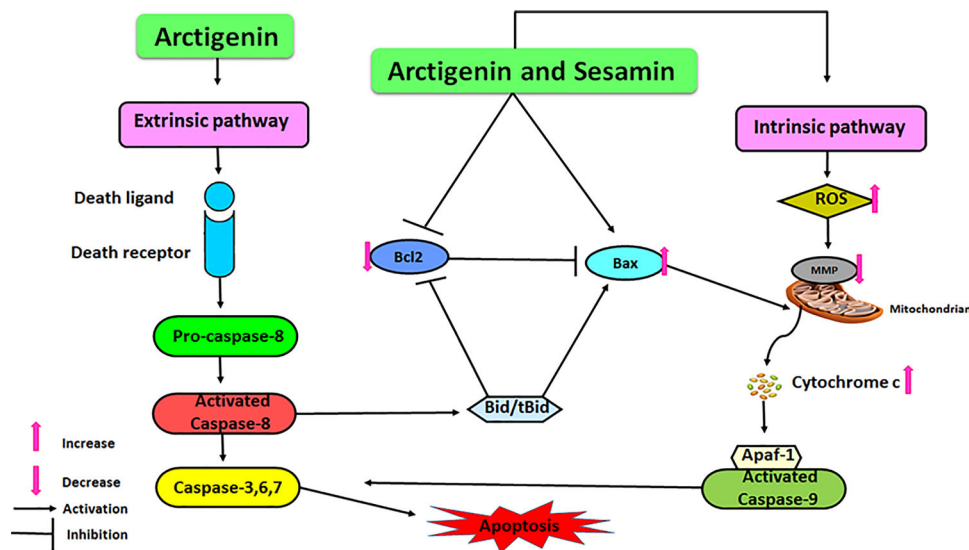 Arctigenin
Arctigenin and Sesamin
Extrinsic pathway
Intrinsic pathway
Death ligand
ROS
Death receptor
Bcl2
Bax
MMP
Mitochondrian
Pro-caspase-8
Cytochrome c
Activated
Caspase-8
Bid/tBid
Increase
Apaf-1
Decrease
Caspase-3,6,7
Activated
Caspase-9
Activation
Apoptosis
Inhibition